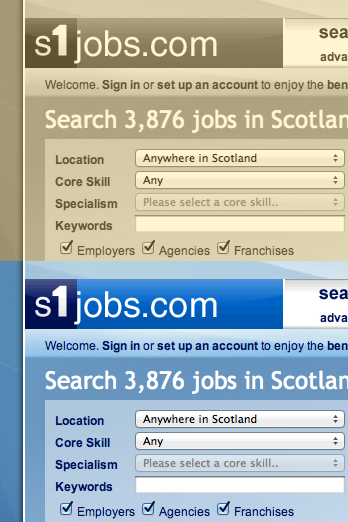 s1jobs.com
sea
adva
Welcome. Sign in or set up an account to enjoy the ben
Search 3,876 jobs in Scotlan
Location Anywhere in Scotland
Core Skill Any
Specialism Please select a core skill..
Keywords
Employers Agencies Franchises
s1jobs.com
sea
adva
Welcome. Sign in or set up an account to enjoy the ben
Search 3,876 jobs in Scotlan
Location Anywhere in Scotland
Core Skill Any
Specialism Please select a core skill..
Keywords
Employers Agencies Franchises